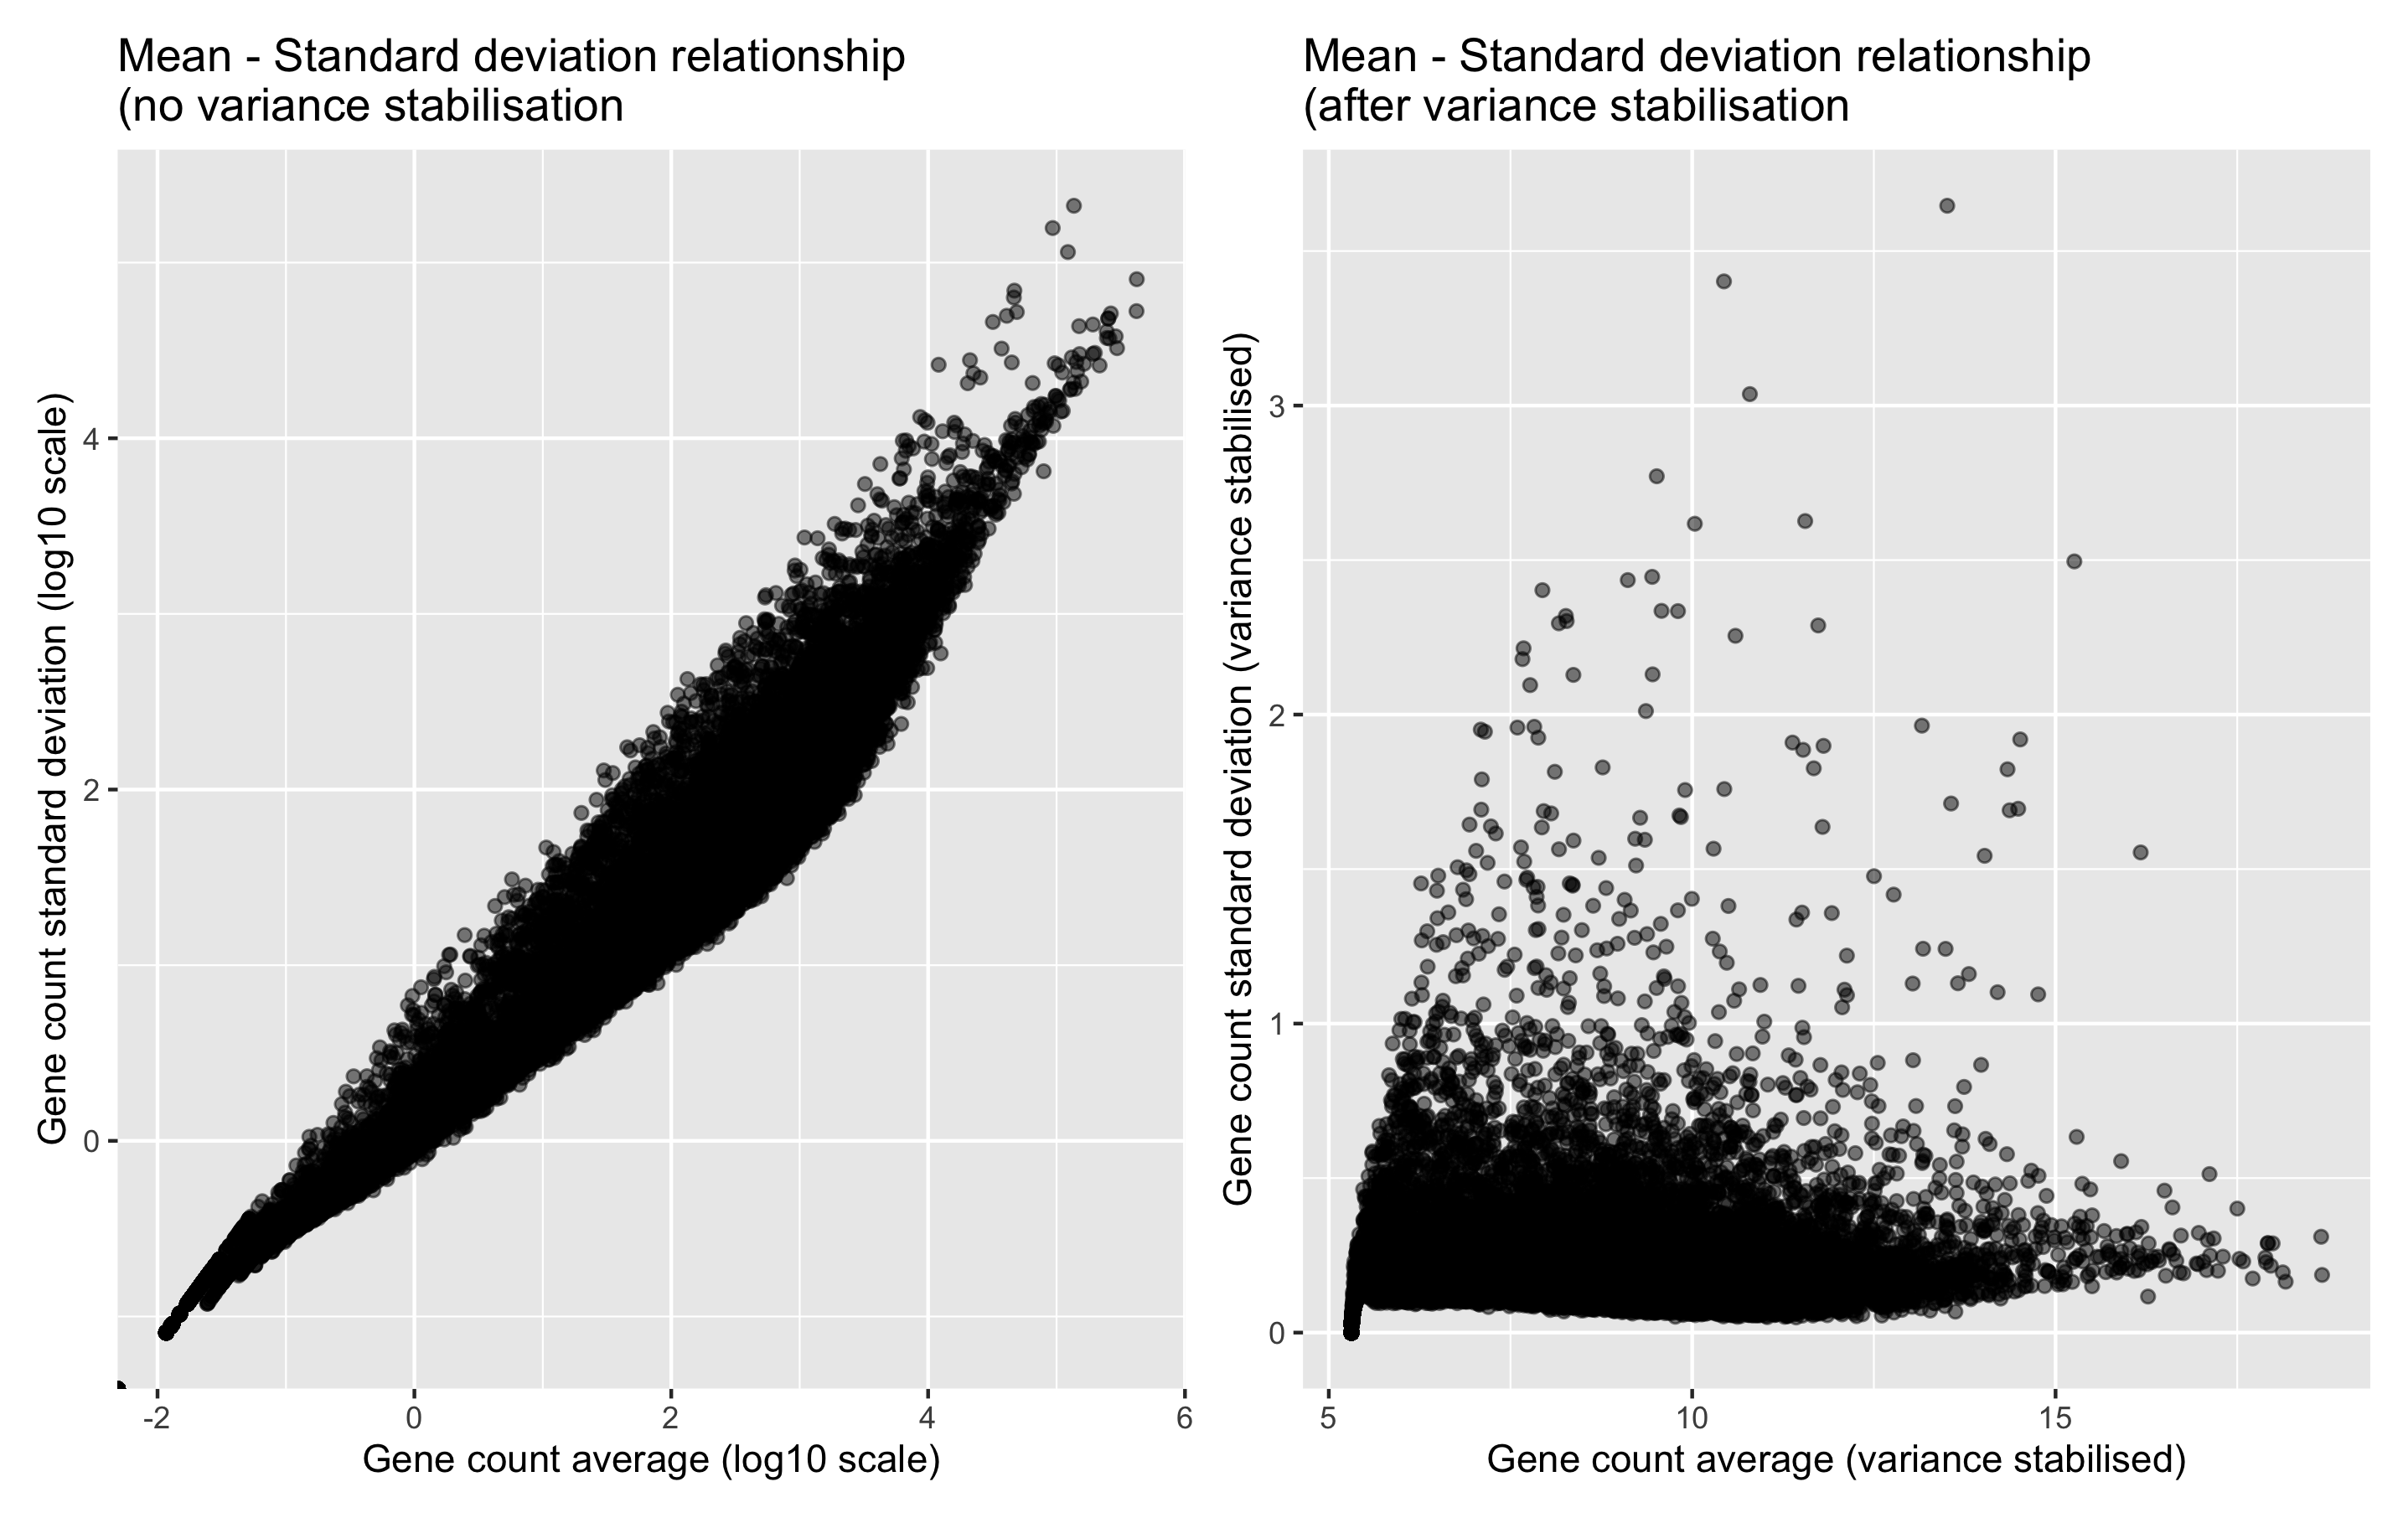 Mean - Standard deviation relationship
(no variance stabilisation
Gene count standard deviation (log10 scale)
4
2
0
-2
0
2
4
6
Gene count average (log10 scale)
Mean - Standard deviation relationship
(after variance stabilisation
Gene count standard deviation (variance stabilised)
3
2
1
0
5
10
15
Gene count average (variance stabilised)